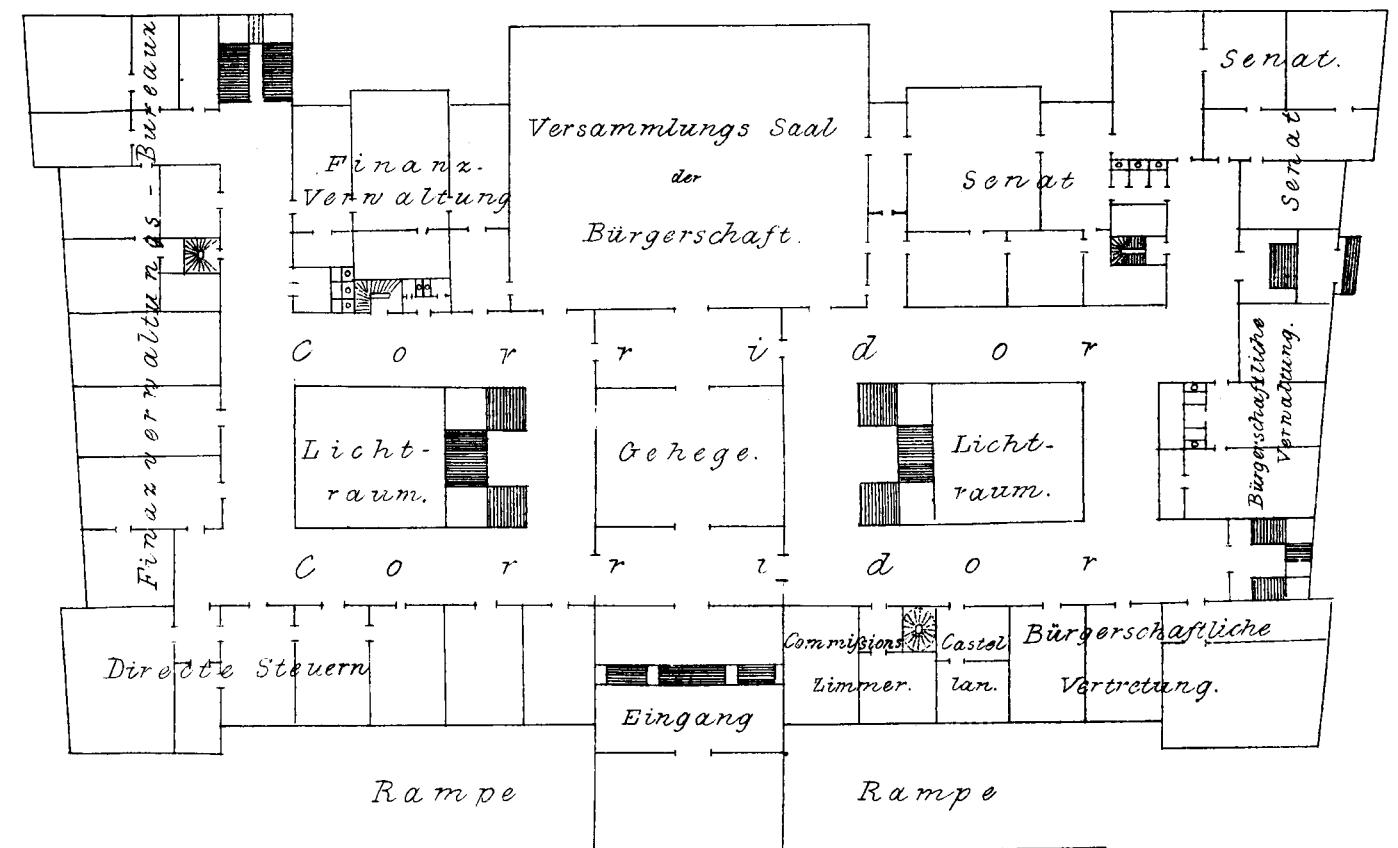 Finanzverwaltungs-Bureaux
Finanz-
Verwaltung
Versammlungs Saal
der
Bürgerschaft.
Senat
Senat.
Senat
Corridor
Licht-
raum.
Gehege.
Licht-
raum.
Bürgerschaftliche
Verwaltung.
Corridor
Directe Steuern
Eingang
Commissions
Zimmer.
Castel
lan.
Bürgerschaftliche
Vertretung.
Rampe
Rampe